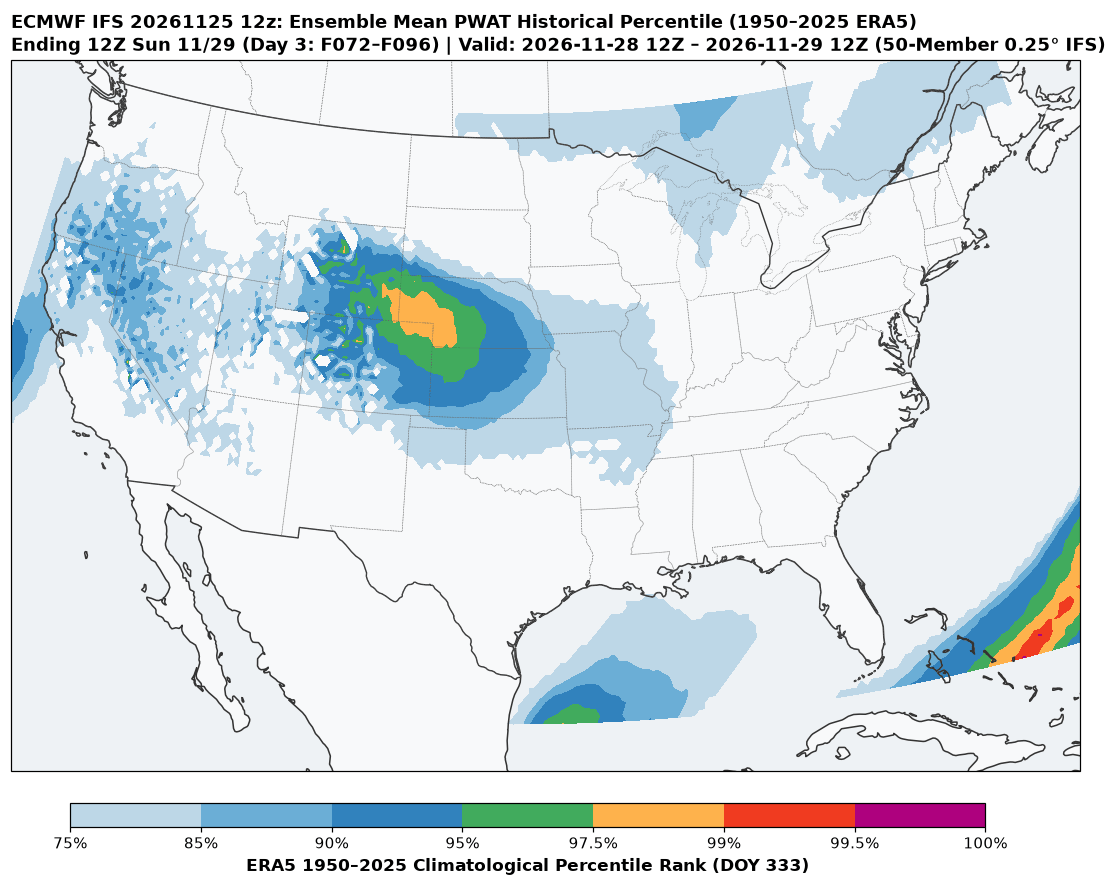 ECMWF IFS 20261125 12z: Ensemble Mean PWAT Historical Percentile (1950–2025 ERA5)
Ending 12Z Sun 11/29 (Day 3: F072–F096) | Valid: 2026-11-28 12Z – 2026-11-29 12Z (50-Member 0.25° IFS)
75% 85% 90% 95% 97.5% 99% 99.5% 100%
ERA5 1950–2025 Climatological Percentile Rank (DOY 333)